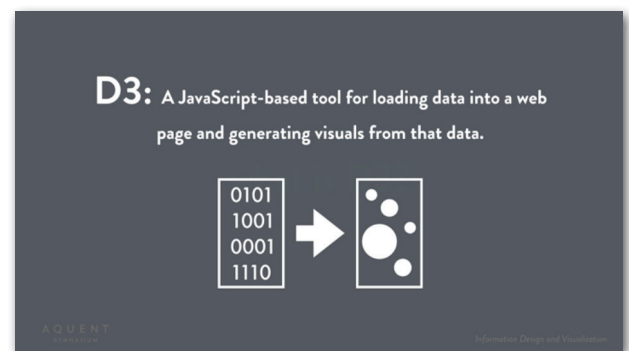 D3: A JavaScript-based tool for loading data into a web
page and generating visuals from that data.
0101
1001
0001
1110
AQUENT
GYMNASIUM
Information Design and Visualization